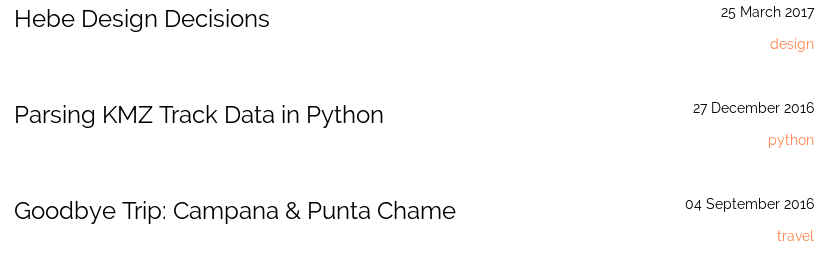 Hebe Design Decisions
25 March 2017
design
Parsing KMZ Track Data in Python
27 December 2016
python
Goodbye Trip: Campana & Punta Chame
04 September 2016
travel